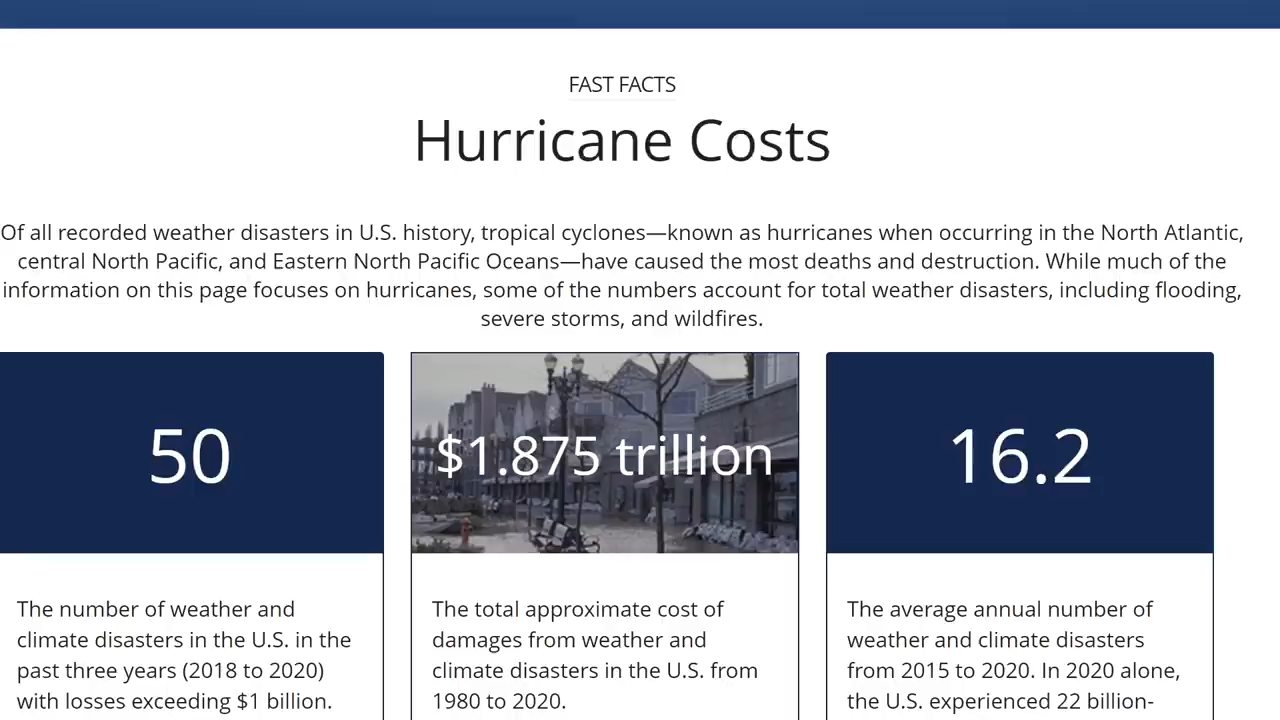 FAST FACTS
Hurricane Costs
Of all recorded weather disasters in U.S. history, tropical cyclones—known as hurricanes when occurring in the North Atlantic,
central North Pacific, and Eastern North Pacific Oceans—have caused the most deaths and destruction. While much of the
information on this page focuses on hurricanes, some of the numbers account for total weather disasters, including flooding,
severe storms, and wildfires.
50
The number of weather and
climate disasters in the U.S. in the
past three years (2018 to 2020)
with losses exceeding $1 billion.
$1.875 trillion
The total approximate cost of
damages from weather and
climate disasters in the U.S. from
1980 to 2020.
16.2
The average annual number of
weather and climate disasters
from 2015 to 2020. In 2020 alone,
the U.S. experienced 22 billion-